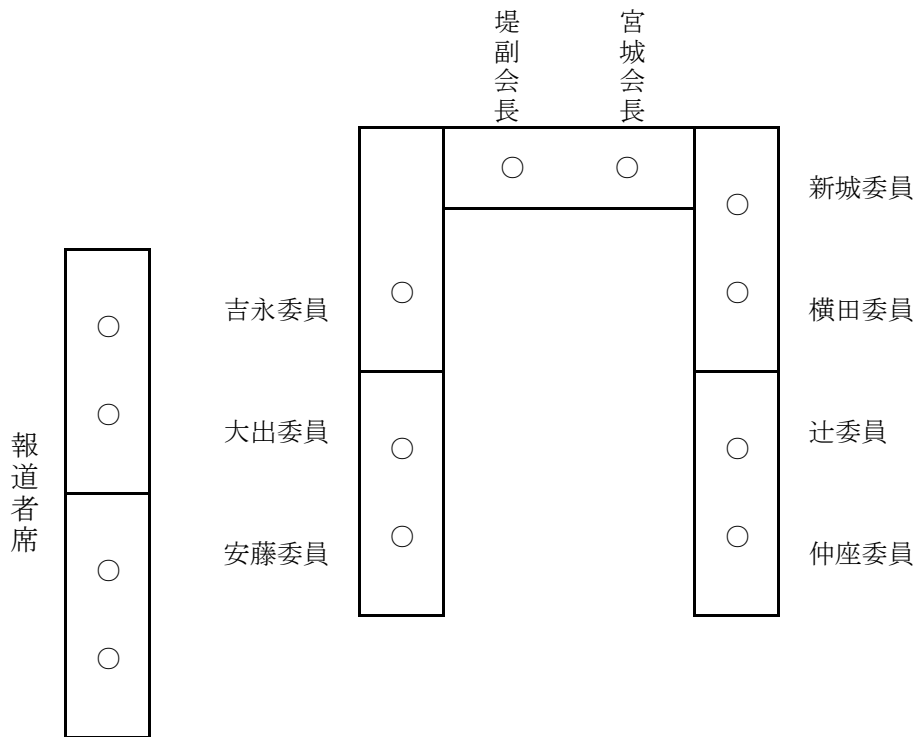 堤副会長
宮城会長
新城委員
吉永委員
横田委員
大出委員
辻委員
報道者席
安藤委員
仲座委員